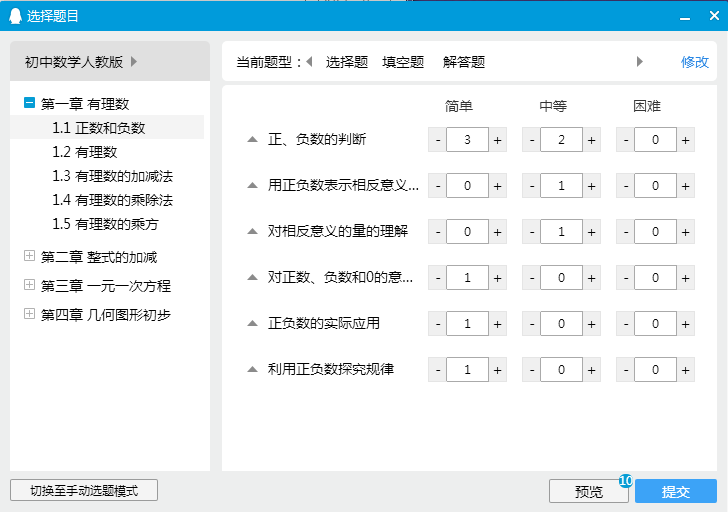 选择题目
初中数学人教版
当前题型： 选择题 填空题 解答题 修改
第一章 有理数
1.1 正数和负数
1.2 有理数
1.3 有理数的加减法
1.4 有理数的乘除法
1.5 有理数的乘方
第二章 整式的加减
第三章 一元一次方程
第四章 几何图形初步
简单 中等 困难
正、负数的判断 - 3 + - 2 + - 0 +
用正负数表示相反意义... - 0 + - 1 + - 0 +
对相反意义的量的理解 - 0 + - 1 + - 0 +
对正数、负数和0的意... - 1 + - 0 + - 0 +
正负数的实际应用 - 1 + - 0 + - 0 +
利用正负数探究规律 - 1 + - 0 + - 0 +
切换至手动选题模式
预览 10 提交